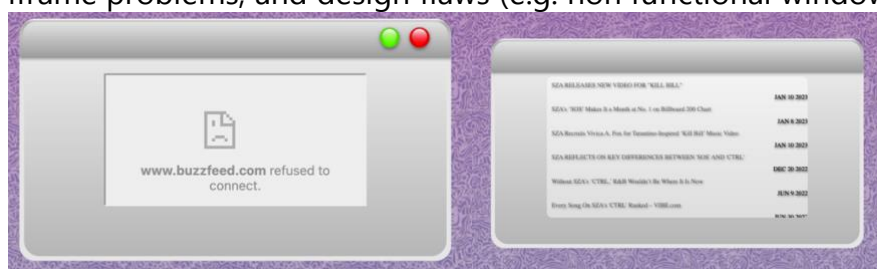 iframe problems, and design flaws (e.g. non functional window
www.buzzfeed.com refused to
connect.
SZA RELEASES NEW VIDEO FOR "KILL BILL"
JAN 10 2023
SZA's 'SOS' Makes It a Month at No. 1 on Billboard 200 Chart
JAN 8 2023
SZA Recruits Vivica A. Fox for Tarantino-Inspired 'Kill Bill' Music Video
JAN 10 2023
SZA REFLECTS ON KEY DIFFERENCES BETWEEN 'SOS' AND 'CTRL'
DEC 20 2022
Without SZA's 'CTRL,' R&B Wouldn't Be Where It Is Now
JUN 9 2022
Every Song On SZA's 'CTRL' Ranked – VIBE.com